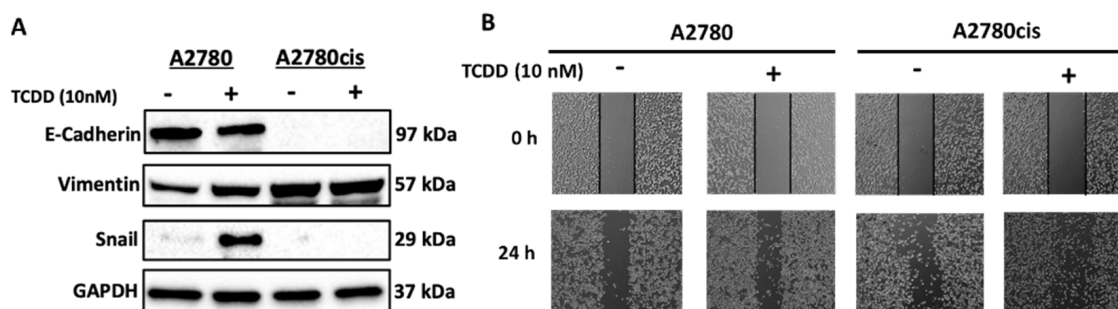 A
A2780 A2780cis
TCDD (10nM) - + - +
E-Cadherin 97 kDa
Vimentin 57 kDa
Snail 29 kDa
GAPDH 37 kDa
B
A2780 A2780cis
TCDD (10 nM) - + - +
0 h
24 h